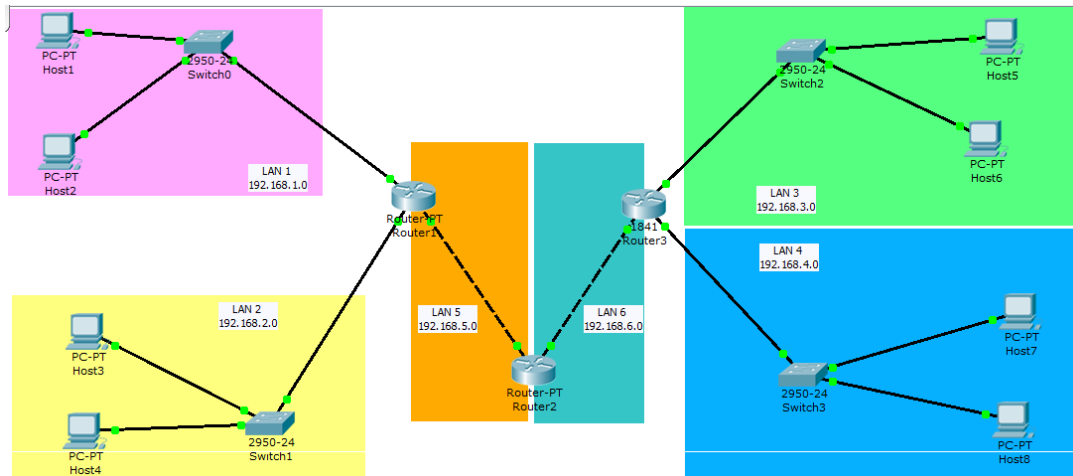 PC-PT
Host1
2950-24
Switch0
PC-PT
Host2
LAN 1
192.168.1.0
Router-PT
Router1
LAN 2
192.168.2.0
PC-PT
Host3
PC-PT
Host4
2950-24
Switch1
LAN 5
192.168.5.0
Router-PT
Router2
LAN 6
192.168.6.0
1841
Router3
2950-24
Switch2
PC-PT
Host5
PC-PT
Host6
LAN 3
192.168.3.0
LAN 4
192.168.4.0
PC-PT
Host7
2950-24
Switch3
PC-PT
Host8